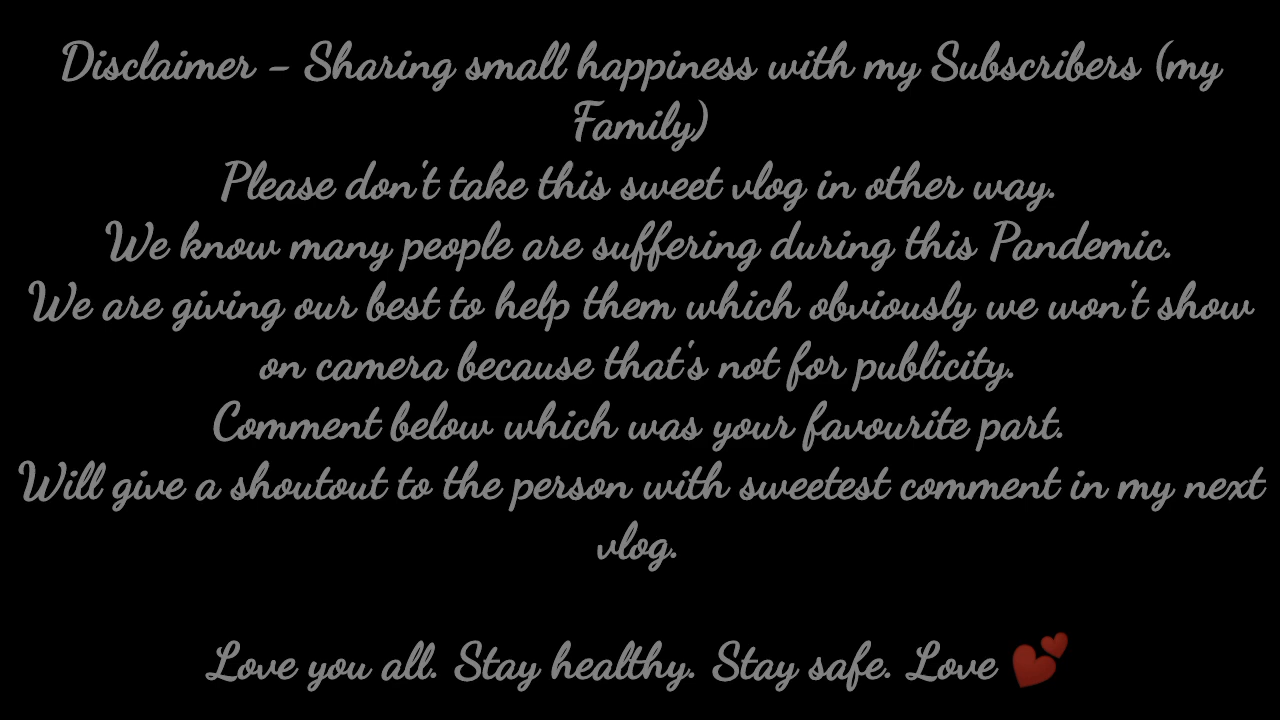 Disclaimer - Sharing small happiness with my Subscribers (my
Family)
Please don't take this sweet vlog in other way.
We know many people are suffering during this Pandemic.
We are giving our best to help them which obviously we won't show
on camera because that's not for publicity.
Comment below which was your favourite part.
Will give a shoutout to the person with sweetest comment in my next
vlog.
Love you all. Stay healthy. Stay safe. Love 💕